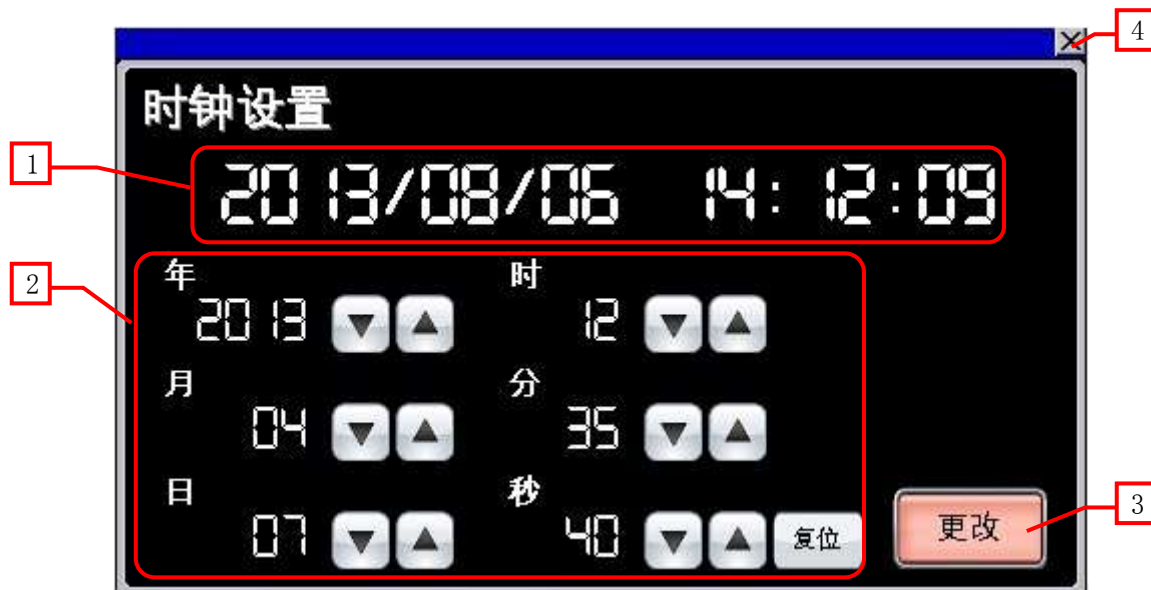 4
时钟设置
1
2013/08/06 14:12:09
2
年 时
2013 ▼ ▲ 12 ▼ ▲
月 分
04 ▼ ▲ 35 ▼ ▲
日 秒
07 ▼ ▲ 40 ▼ ▲ 复位
更改
3